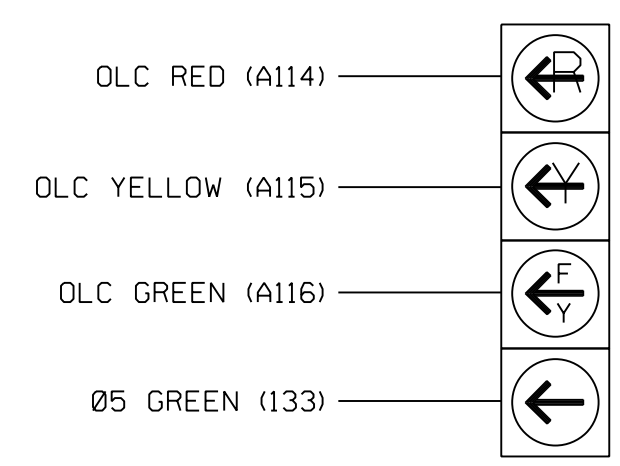 OLC RED (A114)
R
OLC YELLOW (A115)
Y
OLC GREEN (A116)
F
Y
Ø5 GREEN (133)